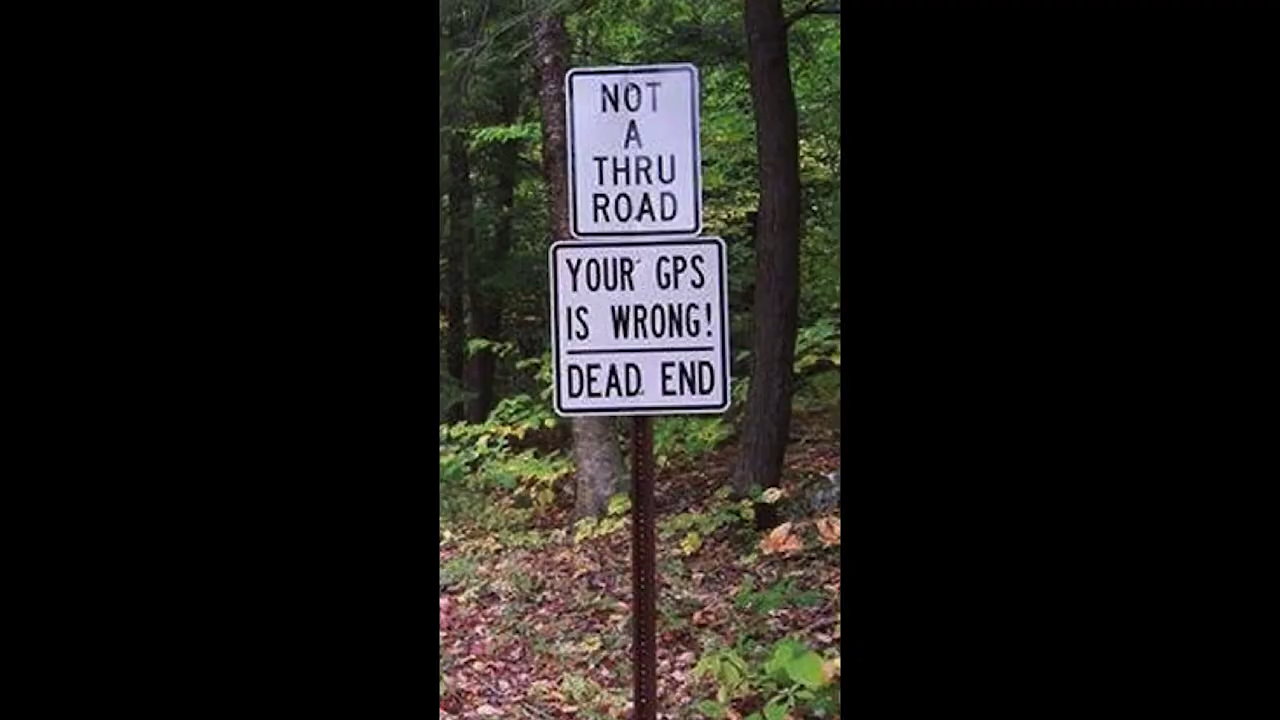 NOT
A
THRU
ROAD
YOUR GPS
IS WRONG!
DEAD END